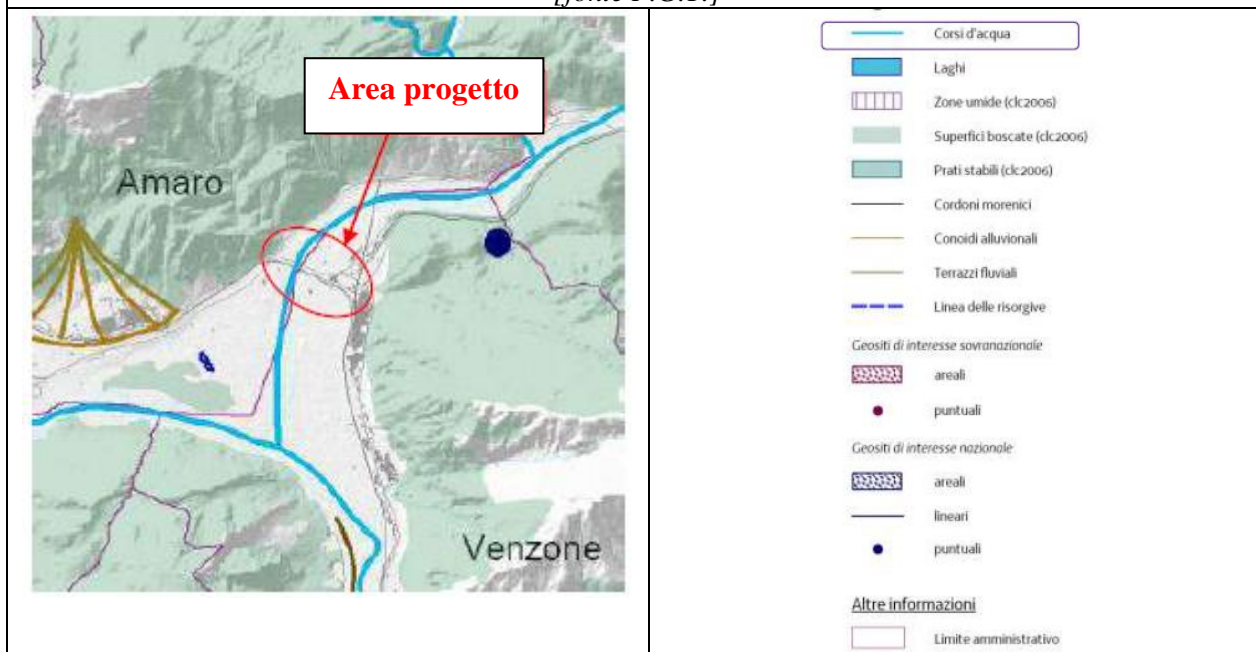 Area progetto
Amaro
Venzone
Corsi d'acqua
Laghi
Zone umide (clc2006)
Superfici boscate (clc2006)
Prati stabili (clc2006)
Cordoni morenici
Conoidi alluvionali
Terrazzi fluviali
Linea delle risorgive
Geositi di interesse sovranazionale
areali
puntuali
Geositi di interesse nazionale
areali
lineari
puntuali
Altre informazioni
Limite amministrativo